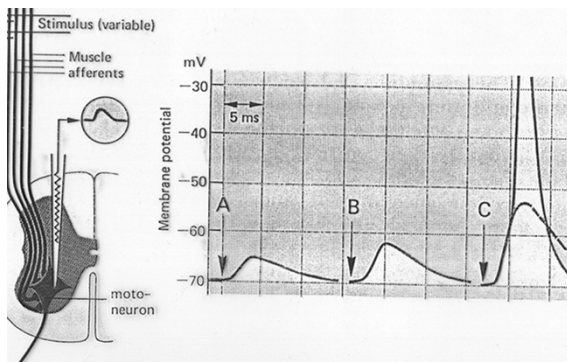 Stimulus (variable)
Muscle
afferents
moto-
neuron
mV
−30
−40
−50
−60
−70
Membrane potential
5 ms
A
B
C